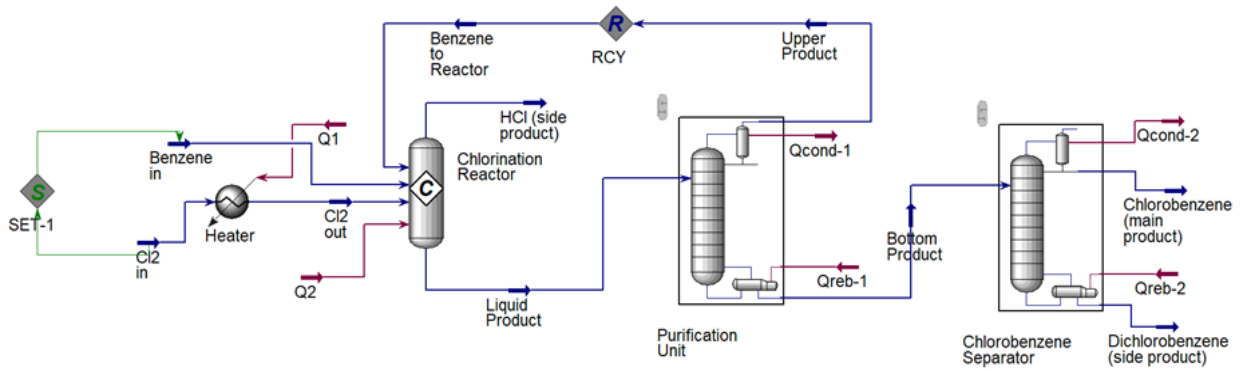 R
RCY
Benzene
to
Reactor
Upper
Product
HCl (side
product)
Q1
Benzene
in
S
SET-1
Heater
Cl2
out
Cl2
in
Q2
C
Chlorination
Reactor
Liquid
Product
Qcond-1
Qreb-1
Purification
Unit
Bottom
Product
Qcond-2
Chlorobenzene
(main
product)
Qreb-2
Chlorobenzene
Separator
Dichlorobenzene
(side product)